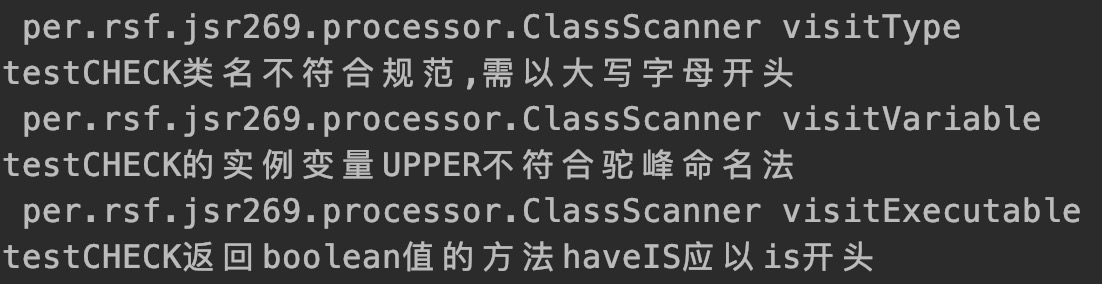 per.rsf.jsr269.processor.ClassScanner visitType
testCHECK类名不符合规范,需以大写字母开头
per.rsf.jsr269.processor.ClassScanner visitVariable
testCHECK的实例变量UPPER不符合驼峰命名法
per.rsf.jsr269.processor.ClassScanner visitExecutable
testCHECK返回boolean值的方法haveIS应以is开头